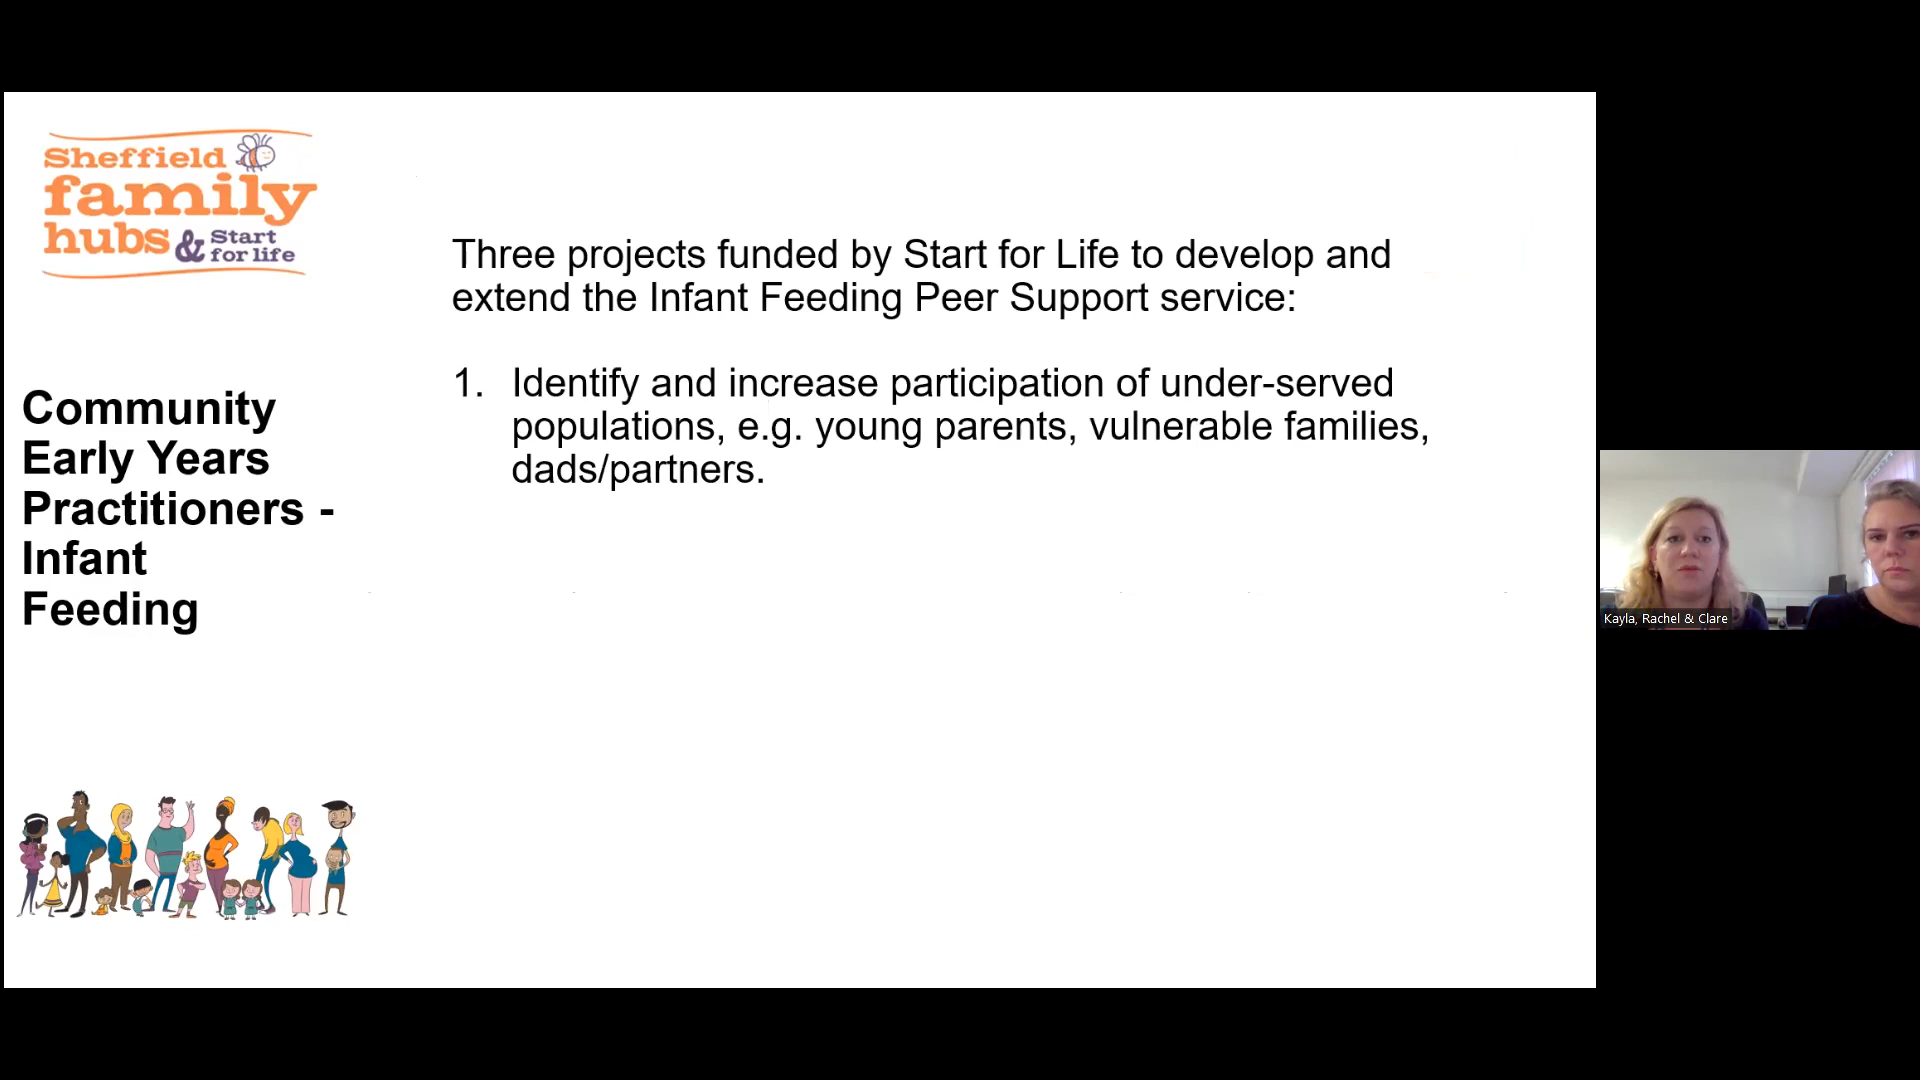 Sheffield
family
hubs & Start
for life
Community
Early Years
Practitioners -
Infant
Feeding
Three projects funded by Start for Life to develop and
extend the Infant Feeding Peer Support service:
1. Identify and increase participation of under-served
populations, e.g. young parents, vulnerable families,
dads/partners.
Kayla, Rachel & Clare